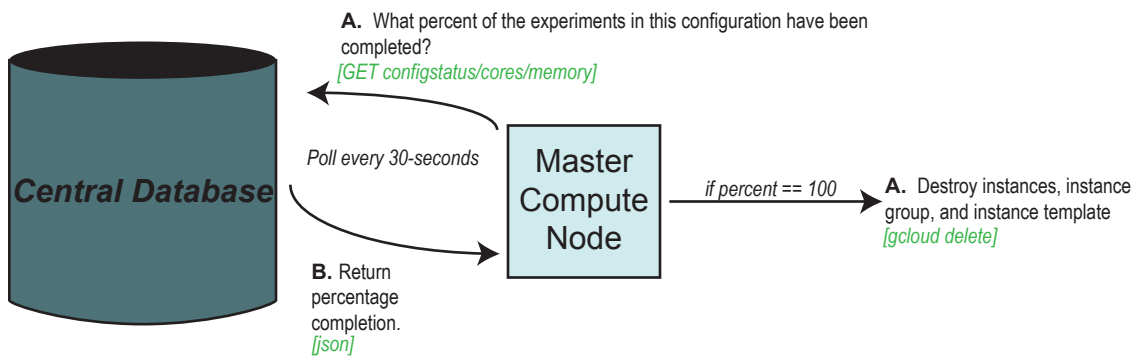 A. What percent of the experiments in this configuration have been
completed?
[GET configstatus/cores/memory]
Poll every 30-seconds
Central Database
Master
Compute
Node
if percent == 100
A. Destroy instances, instance
group, and instance template
[gcloud delete]
B. Return
percentage
completion.
[json]